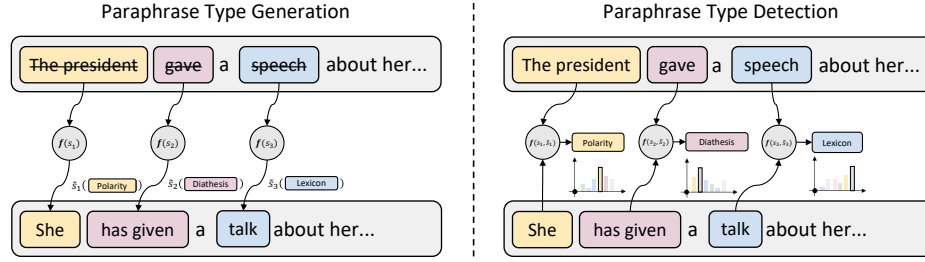 Paraphrase Type Generation
The president gave a speech about her...
f(s₁) f(s₂) f(s₃)
s̃₁( Polarity ) s̃₂( Diathesis ) s̃₃( Lexicon )
She has given a talk about her...
Paraphrase Type Detection
The president gave a speech about her...
f(s₁, s̃₁) Polarity f(s₂, s̃₂) Diathesis f(s₃, s̃₃) Lexicon
She has given a talk about her...